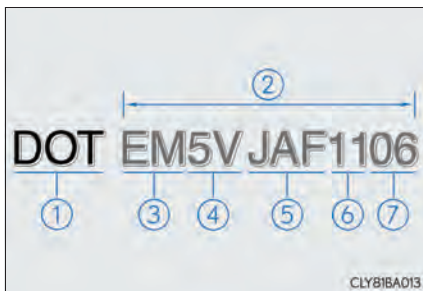 ②
DOT EM5V JAF1106
① ③ ④ ⑤ ⑥ ⑦
CLY81BA013